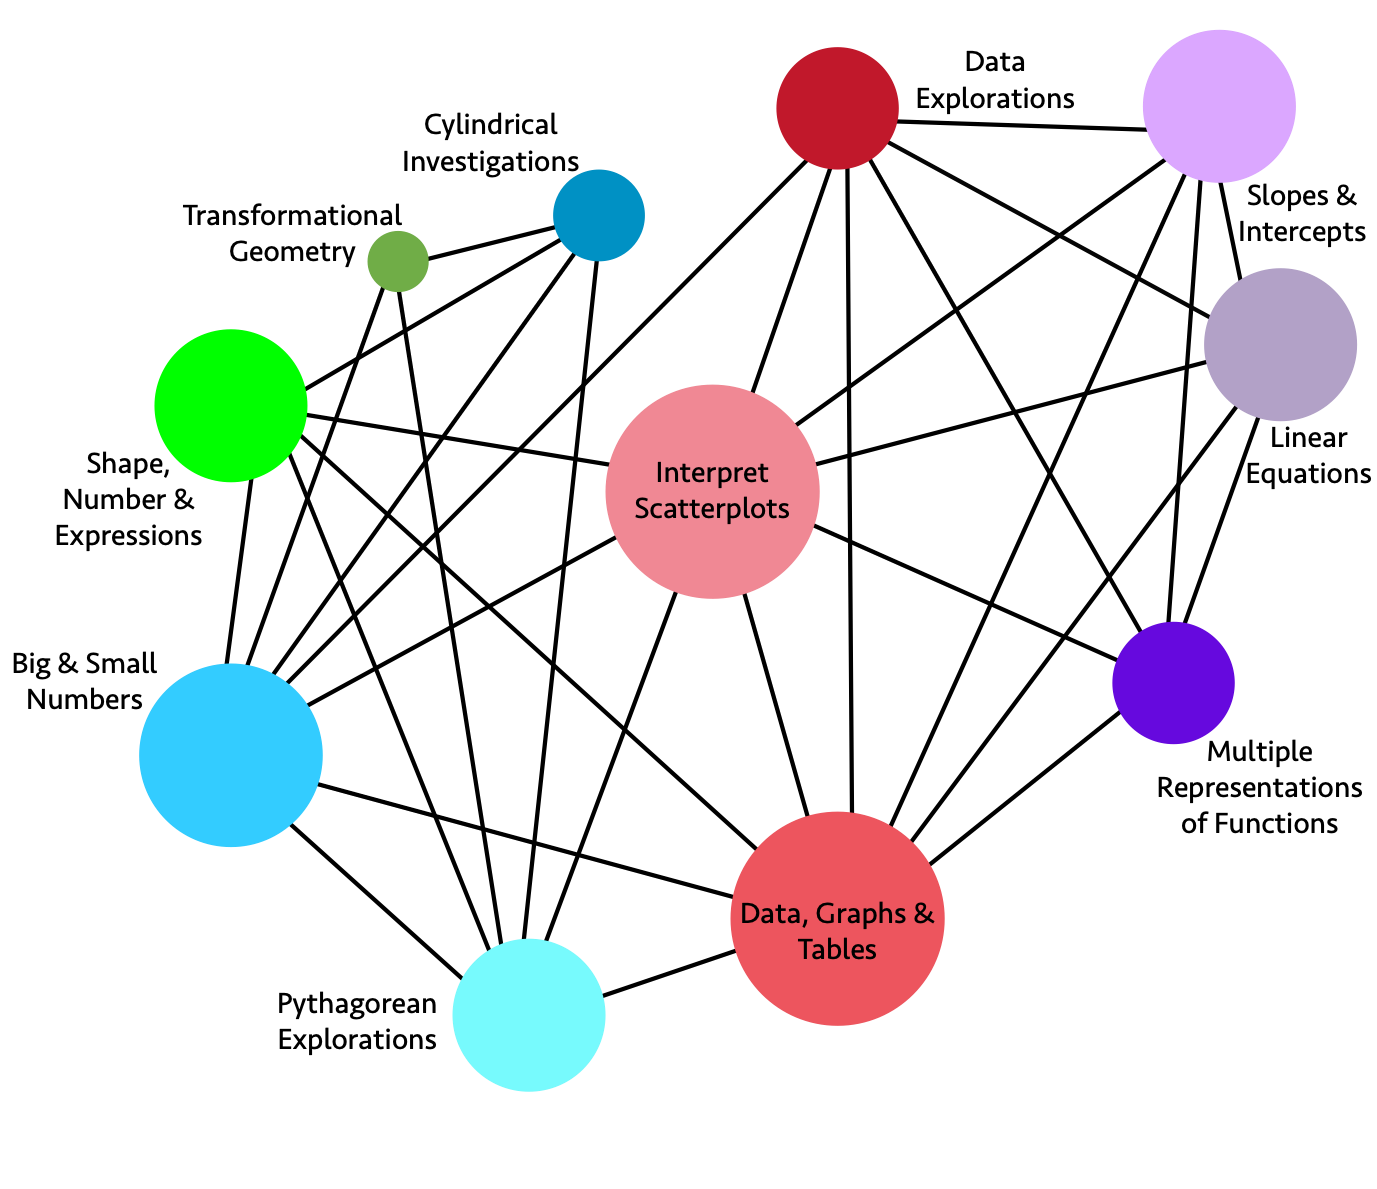 Data
Explorations
Cylindrical
Investigations
Transformational
Geometry
Slopes &
Intercepts
Linear
Equations
Shape,
Number &
Expressions
Interpret
Scatterplots
Big & Small
Numbers
Multiple
Representations
of Functions
Data, Graphs &
Tables
Pythagorean
Explorations